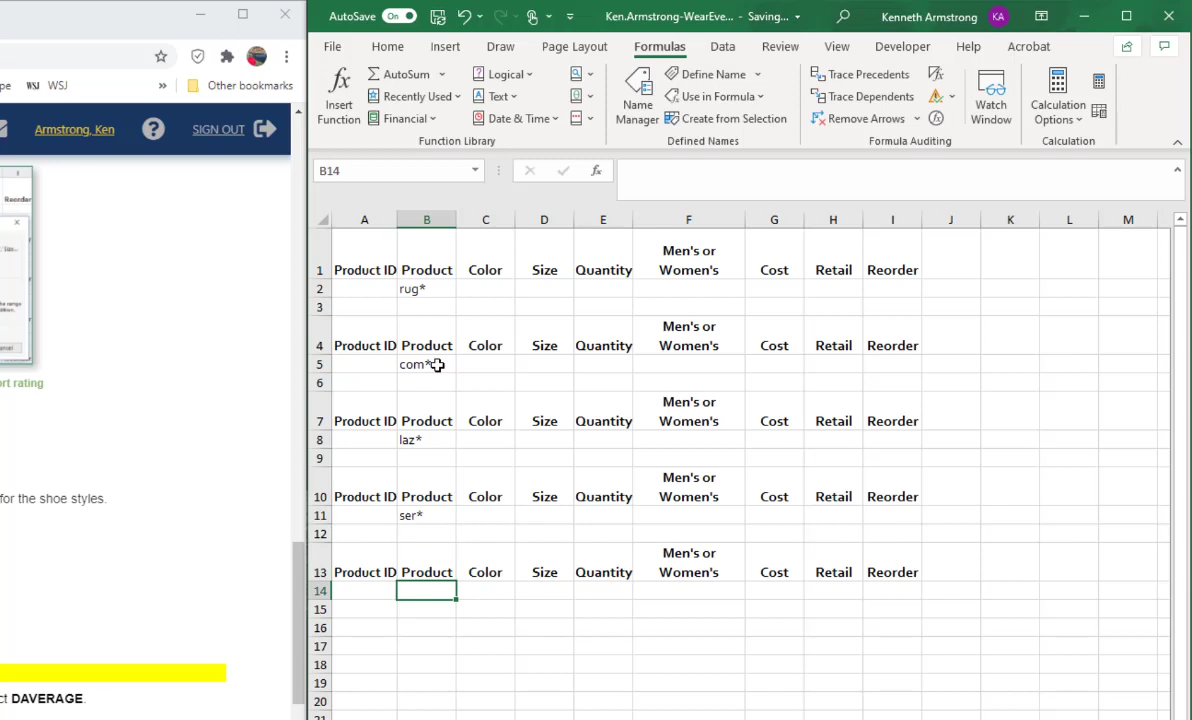 AutoSave On Ken.Armstrong-WearEve... - Saving... Kenneth Armstrong KA
File Home Insert Draw Page Layout Formulas Data Review View Developer Help Acrobat
Insert Function
AutoSum
Recently Used
Financial
Logical
Text
Date & Time
Function Library
Name Manager
Define Name
Use in Formula
Create from Selection
Defined Names
Trace Precedents
Trace Dependents
Remove Arrows
Formula Auditing
Watch Window
Calculation Options
Calculation
pe WSJ WSJ » Other bookmarks
Armstrong, Ken ? SIGN OUT
Reorder
ancel
rt rating
for the shoe styles.
ct DAVERAGE.
B14 fx
A B C D E F G H I J K L M
1 Product ID Product Color Size Quantity Men's or Women's Cost Retail Reorder
2 rug*
3
4 Product ID Product Color Size Quantity Men's or Women's Cost Retail Reorder
5 com*
6
7 Product ID Product Color Size Quantity Men's or Women's Cost Retail Reorder
8 laz*
9
10 Product ID Product Color Size Quantity Men's or Women's Cost Retail Reorder
11 ser*
12
13 Product ID Product Color Size Quantity Men's or Women's Cost Retail Reorder
14
15
16
17
18
19
20
21